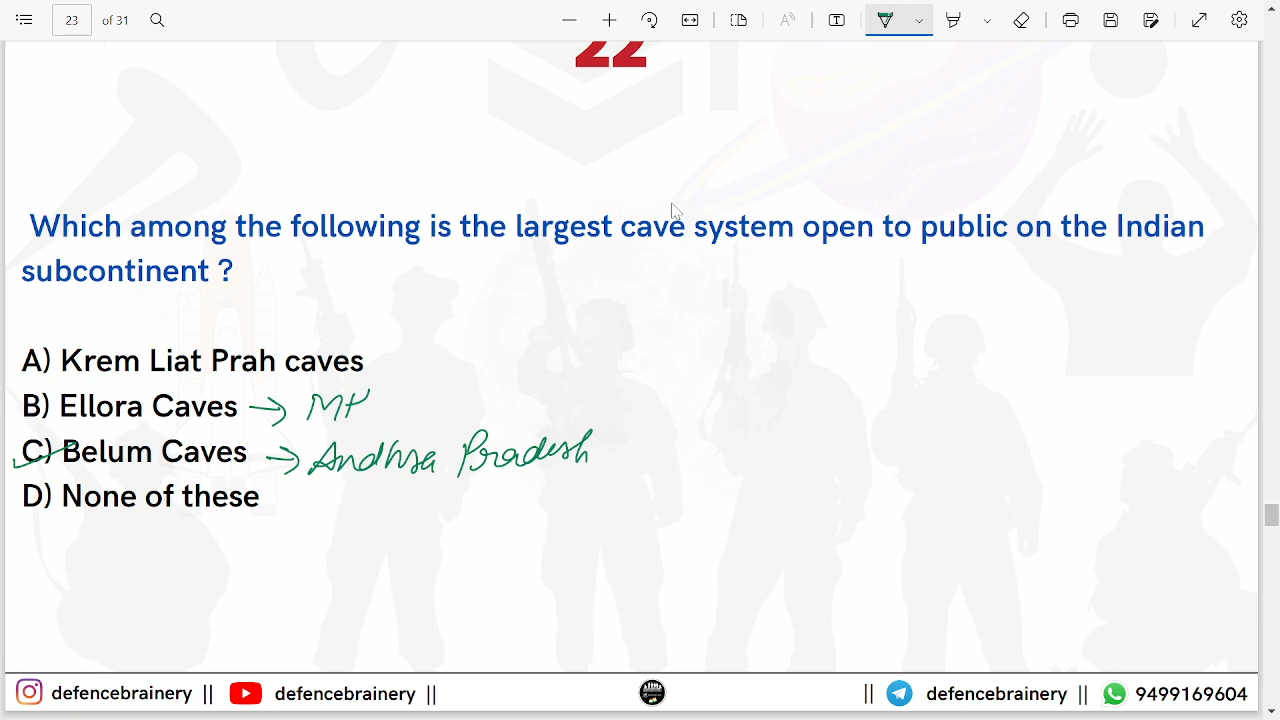 23 of 31
22
Which among the following is the largest cave system open to public on the Indian
subcontinent ?
A) Krem Liat Prah caves
B) Ellora Caves → MH
C) Belum Caves → Andhra Pradesh
D) None of these
defencebrainery || defencebrainery || || defencebrainery || 9499169604